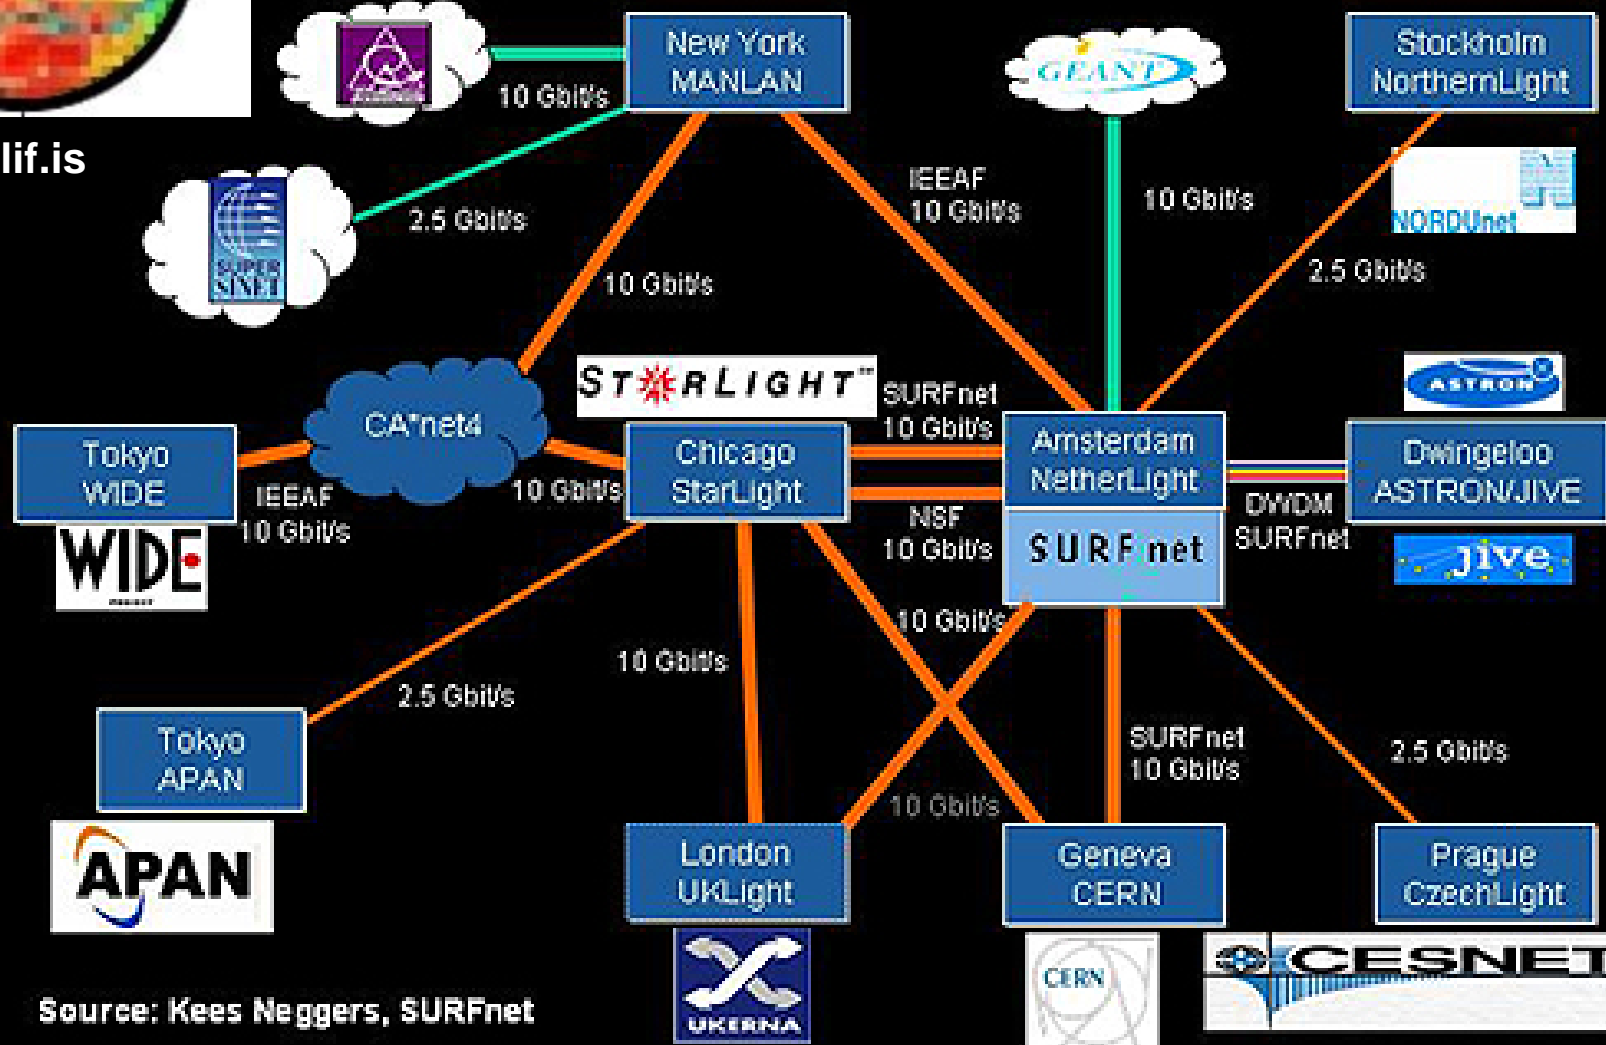 lif.is
New York
MANLAN
10 Gbit/s
2.5 Gbit/s
SUPER
SINET
GEANT
Stockholm
NorthernLight
NORDUnet
2.5 Gbit/s
IEEAF
10 Gbit/s
10 Gbit/s
10 Gbit/s
STARLIGHT™
CA*net4
SURFnet
10 Gbit/s
Tokyo
WIDE
IEEAF
10 Gbit/s
WIDE
10 Gbit/s
Chicago
StarLight
NSF
10 Gbit/s
Amsterdam
NetherLight
SURFnet
DWDM
SURFnet
ASTRON
Dwingeloo
ASTRON/JIVE
jive
10 Gbit/s
10 Gbit/s
2.5 Gbit/s
Tokyo
APAN
APAN
SURFnet
10 Gbit/s
10 Gbit/s
2.5 Gbit/s
London
UKLight
UKERNA
Geneva
CERN
CERN
Prague
CzechLight
CESNET
Source: Kees Neggers, SURFnet